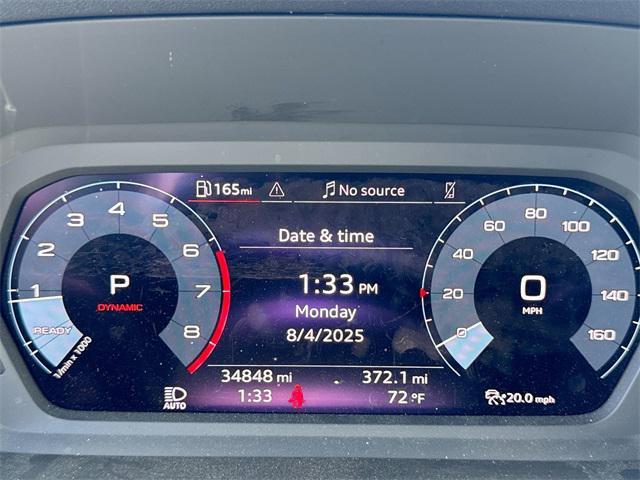 165mi
No source
Date & time
1:33 PM
Monday
8/4/2025
34848 mi
372.1 mi
1:33
72 °F
AUTO
20.0 mph
1 2 3 4 5 6 7 8
P
DYNAMIC
READY
1/min x 1000
0 20 40 60 80 100 120 140 160
0
MPH